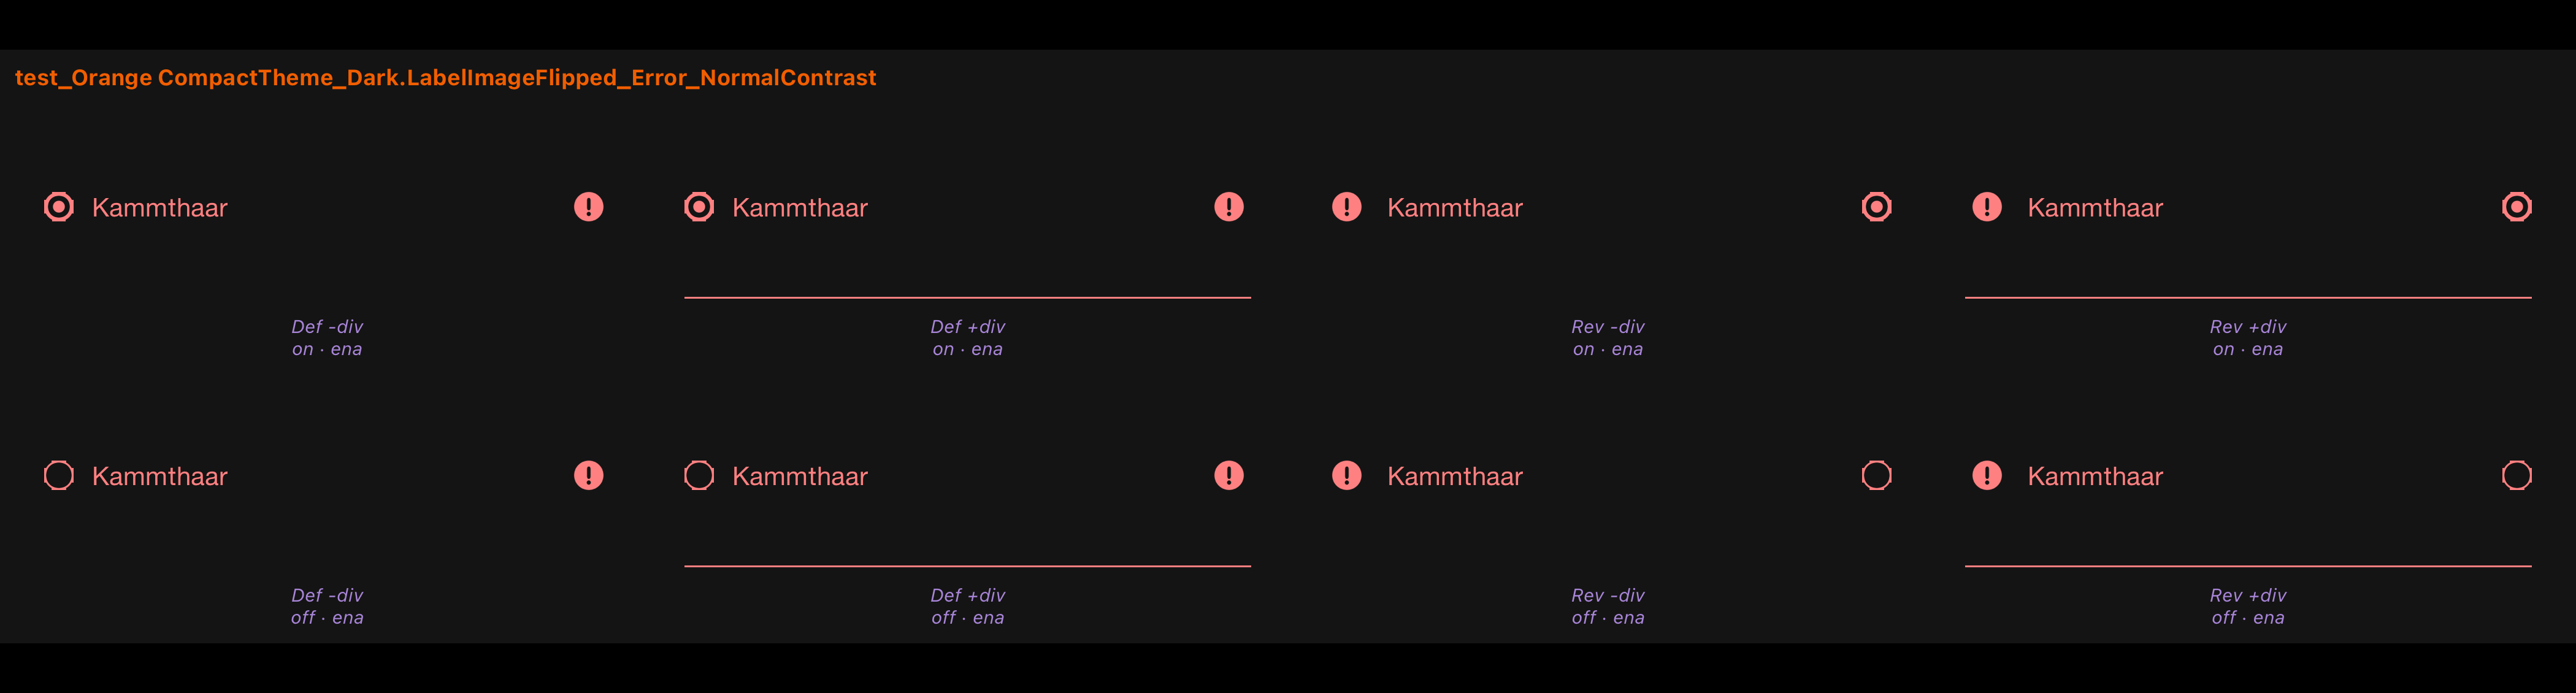 test_Orange CompactTheme_Dark.LabelImageFlipped_Error_NormalContrast
Kammthaar
Kammthaar
Kammthaar
Kammthaar
Def -div
on · ena
Def +div
on · ena
Rev -div
on · ena
Rev +div
on · ena
Kammthaar
Kammthaar
Kammthaar
Kammthaar
Def -div
off · ena
Def +div
off · ena
Rev -div
off · ena
Rev +div
off · ena